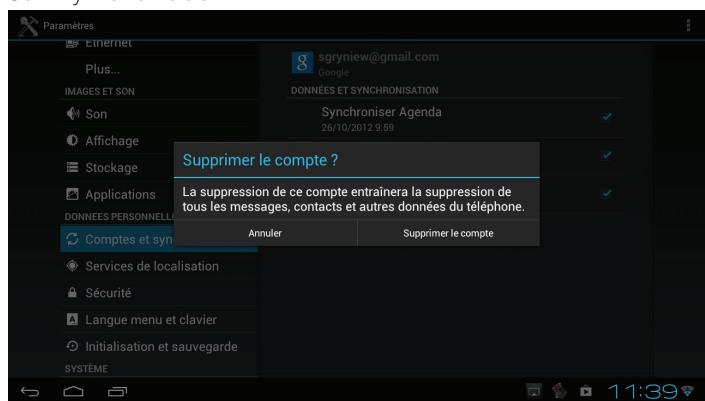 Paramètres
Ethernet
Plus...
IMAGES ET SON
Son
Affichage
Stockage
Applications
DONNEES PERSONNELL
Comptes et syn
Services de localisation
Sécurité
Langue menu et clavier
Initialisation et sauvegarde
SYSTÈME
sgryniew@gmail.com
Google
DONNÉES ET SYNCHRONISATION
Synchroniser Agenda
26/10/2012 9:59
Supprimer le compte ?
La suppression de ce compte entraînera la suppression de
tous les messages, contacts et autres données du téléphone.
Annuler
Supprimer le compte
11:39